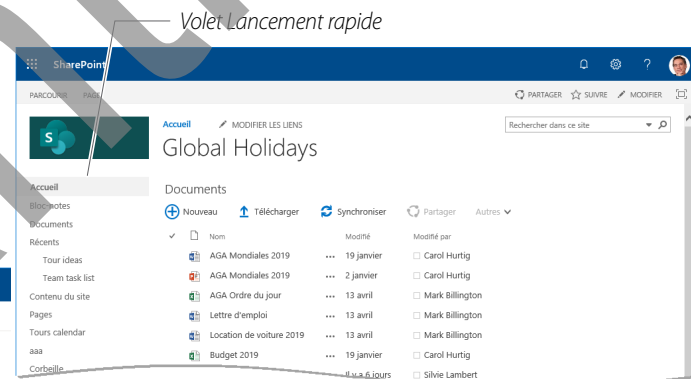 Volet Lancement rapide
SharePoint
PARCOURIR PAGE PARTAGER SUIVRE MODIFIER
Accueil MODIFIER LES LIENS Rechercher dans ce site
S
Global Holidays
Accueil
Bloc-notes
Documents
Récents
Tour ideas
Team task list
Contenu du site
Pages
Tours calendar
aaa
Corbeille
Documents
Nouveau Télécharger Synchroniser Partager Autres
Nom Modifié Modifié par
AGA Mondiales 2019 ... 19 janvier Carol Hurtig
AGA Mondiales 2019 ... 2 janvier Carol Hurtig
AGA Ordre du jour ... 13 avril Mark Billington
Lettre d'emploi ... 13 avril Mark Billington
Location de voiture 2019 ... 13 avril Mark Billington
Budget 2019 ... 19 janvier Carol Hurtig
Il y a 6 jours Silvie Lambert